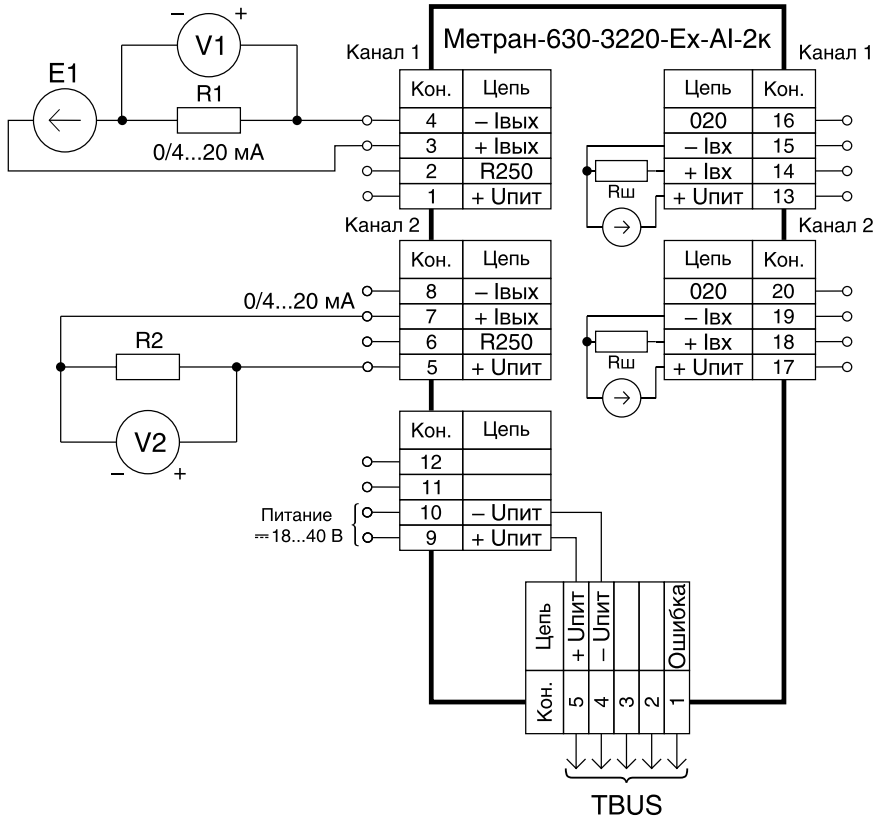 Метран-630-3220-Ex-AI-2к
− V1 +
E1
R1
0/4...20 мА
Канал 1
Кон. Цепь
4 – Iвых
3 + Iвых
2 R250
1 + Uпит
Канал 1
Цепь Кон.
020 16
– Iвх 15
+ Iвх 14
+ Uпит 13
Rш
Канал 2
Кон. Цепь
8 – Iвых
7 + Iвых
6 R250
5 + Uпит
0/4...20 мА
R2
V2
– +
Канал 2
Цепь Кон.
020 20
– Iвх 19
+ Iвх 18
+ Uпит 17
Rш
Кон. Цепь
12
11
10 – Uпит
9 + Uпит
Питание
⎓18...40 В
Цепь + Uпит – Uпит Ошибка
Кон. 5 4 3 2 1
TBUS